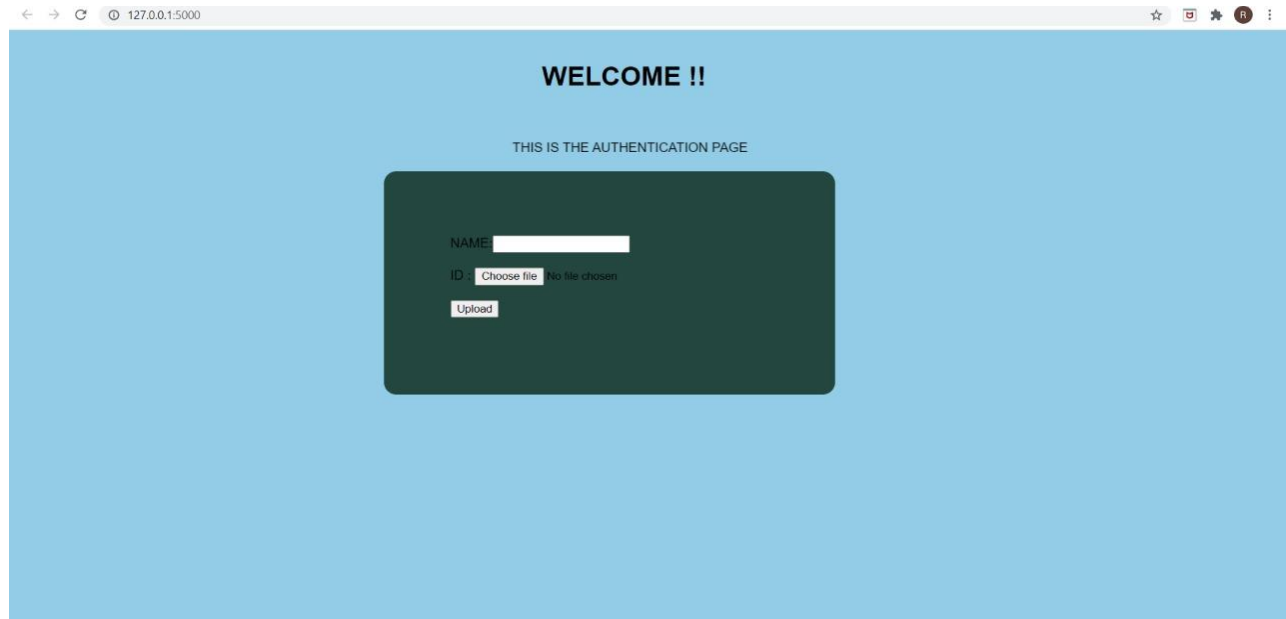 127.0.0.1:5000
R
WELCOME !!
THIS IS THE AUTHENTICATION PAGE
NAME:
ID : Choose file No file chosen
Upload